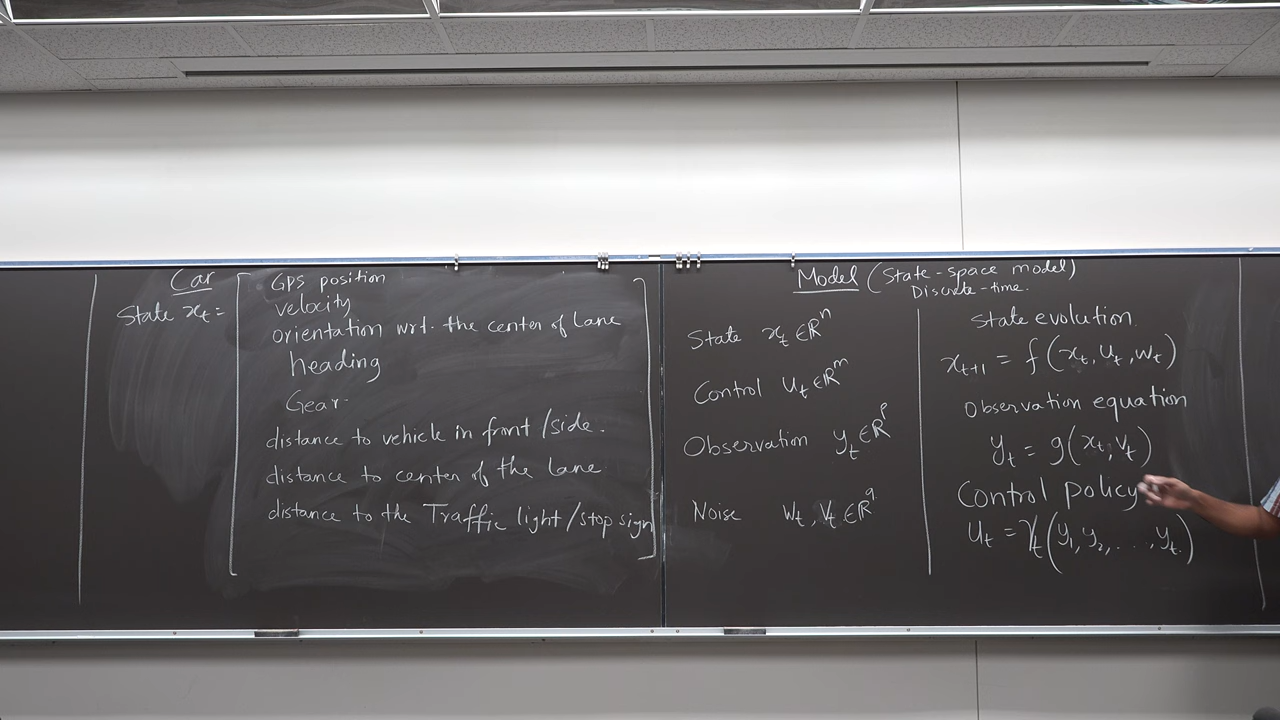 Car
State xₜ =
GPS position
velocity
orientation wrt. the center of lane
heading
Gear.
distance to vehicle in front/side.
distance to center of the lane
distance to the Traffic light/stop sign
Model (State-space model)
Discrete-time.
State xₜ ∈ ℝⁿ
Control uₜ ∈ ℝᵐ
Observation yₜ ∈ ℝᵖ
Noise wₜ, vₜ ∈ ℝ^q
State evolution.
xₜ₊₁ = f(xₜ, uₜ, wₜ)
Observation equation
yₜ = g(xₜ, vₜ)
Control policy
uₜ = γₜ(y₁, y₂, ..., yₜ)